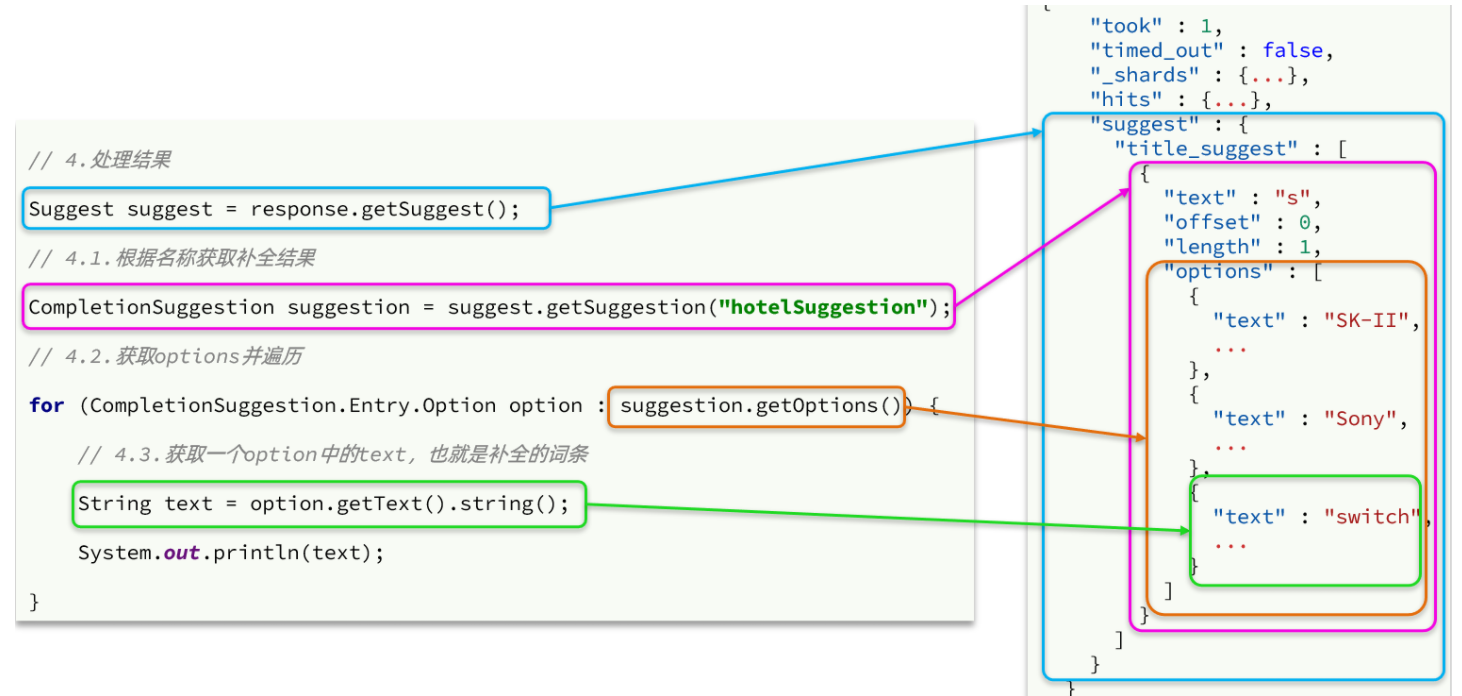 // 4.处理结果
Suggest suggest = response.getSuggest();
// 4.1.根据名称获取补全结果
CompletionSuggestion suggestion = suggest.getSuggestion("hotelSuggestion");
// 4.2.获取options并遍历
for (CompletionSuggestion.Entry.Option option : suggestion.getOptions()) {
// 4.3.获取一个option中的text, 也就是补全的词条
String text = option.getText().string();
System.out.println(text);
}
{
"took" : 1,
"timed_out" : false,
"_shards" : {...},
"hits" : {...},
"suggest" : {
"title_suggest" : [
{
"text" : "s",
"offset" : 0,
"length" : 1,
"options" : [
{
"text" : "SK-II",
...
},
{
"text" : "Sony",
...
},
{
"text" : "switch",
...
}
]
}
]
}
}